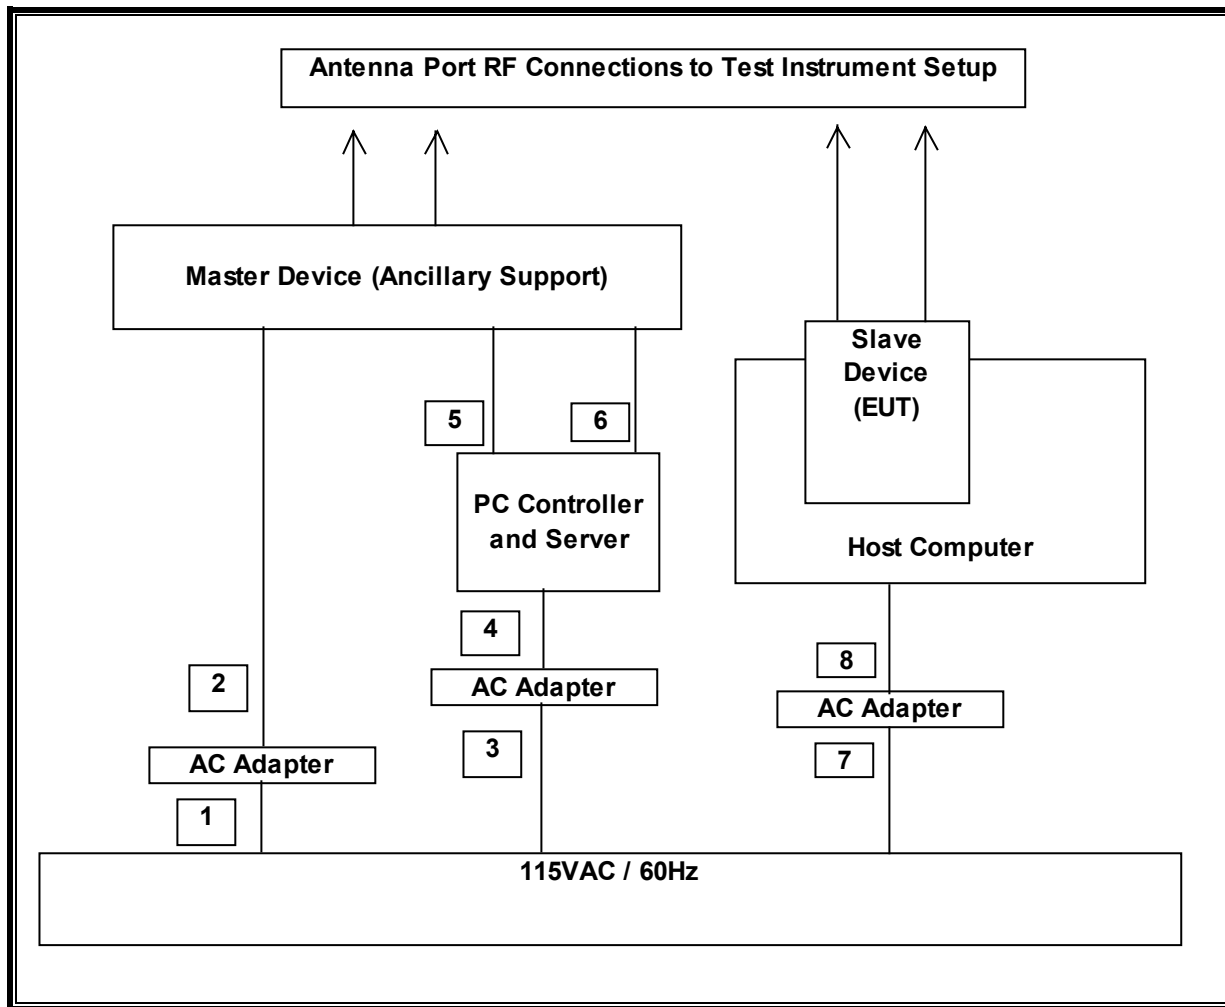 Antenna Port RF Connections to Test Instrument Setup
Master Device (Ancillary Support)
Slave
Device
(EUT)
5
6
PC Controller
and Server
Host Computer
4
8
2
AC Adapter
AC Adapter
3
7
AC Adapter
1
115VAC / 60Hz